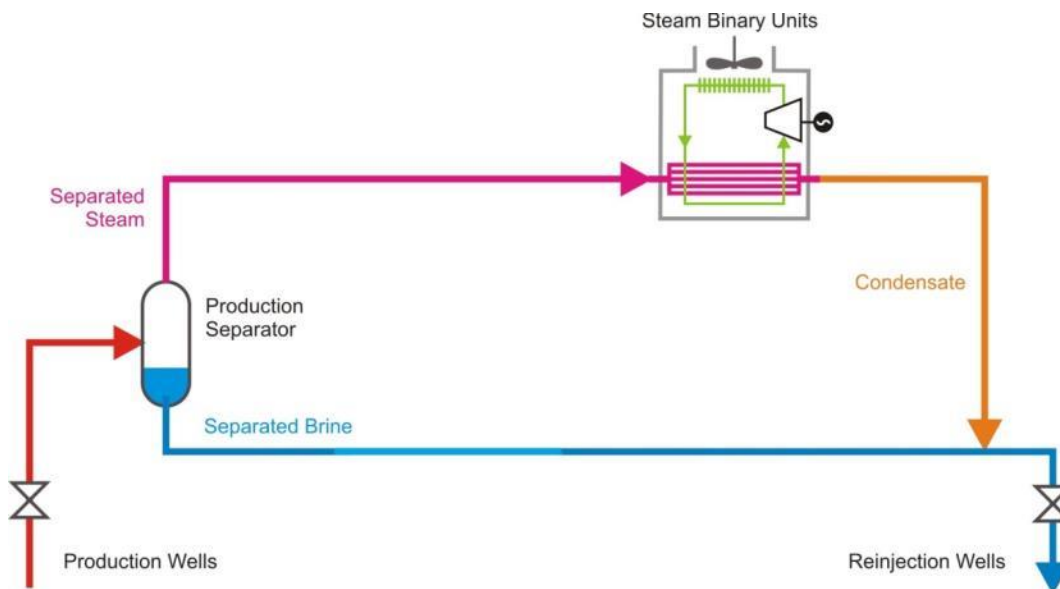 Steam Binary Units
Separated
Steam
Production
Separator
Condensate
Separated Brine
Production Wells
Reinjection Wells